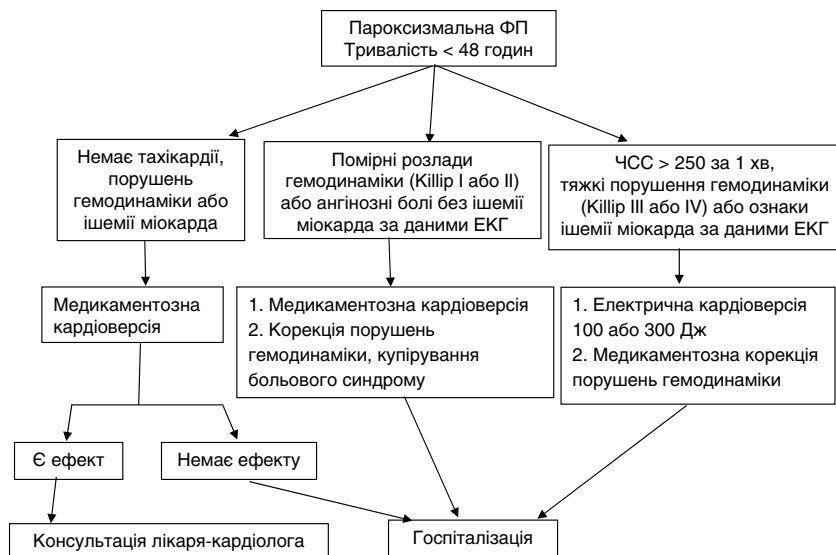 Пароксизмальна ФП
Тривалість < 48 годин
Немає тахікардії,
порушень
гемодинаміки або
ішемії міокарда
Помірні розлади
гемодинаміки (Killip I або II)
або ангінозні болі без ішемії
міокарда за даними ЕКГ
ЧСС > 250 за 1 хв,
тяжкі порушення гемодинаміки
(Killip III або IV) або ознаки
ішемії міокарда за даними ЕКГ
Медикаментозна
кардіоверсія
1. Медикаментозна кардіоверсія
2. Корекція порушень
гемодинаміки, купірування
больового синдрому
1. Електрична кардіоверсія
100 або 300 Дж
2. Медикаментозна корекція
порушень гемодинаміки
Є ефект
Немає ефекту
Консультація лікаря-кардіолога
Госпіталізація